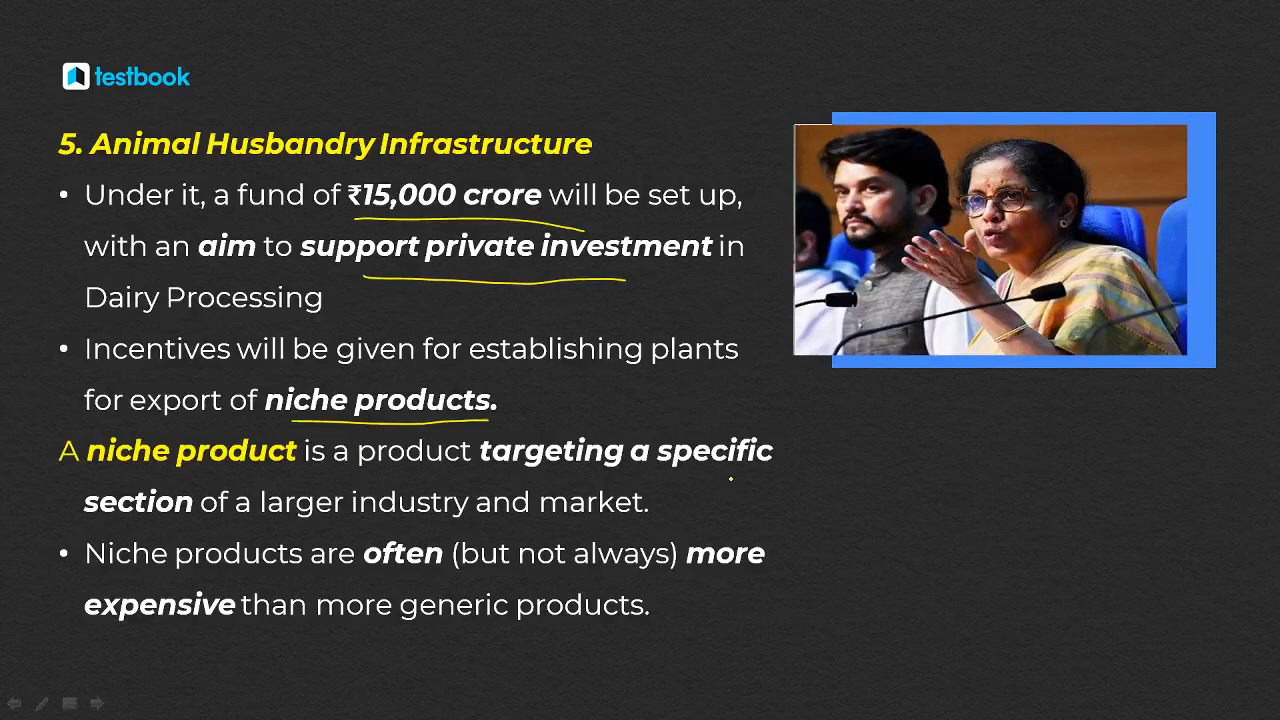 testbook
5. Animal Husbandry Infrastructure
• Under it, a fund of ₹15,000 crore will be set up,
with an aim to support private investment in
Dairy Processing
• Incentives will be given for establishing plants
for export of niche products.
A niche product is a product targeting a specific
section of a larger industry and market.
• Niche products are often (but not always) more
expensive than more generic products.